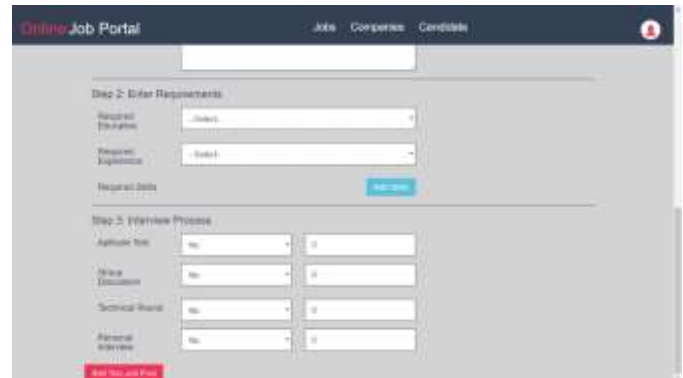 Online Job Portal
Jobs Companies Candidate
Step 2: Enter Requirements
Required
Education
--Select--
Required
Experience
--Select--
Required Skills
Step 3: Interview Process
Aptitude Test
No
0
Group
Discussion
No
0
Technical Round
No
0
Personal
Interview
No
0